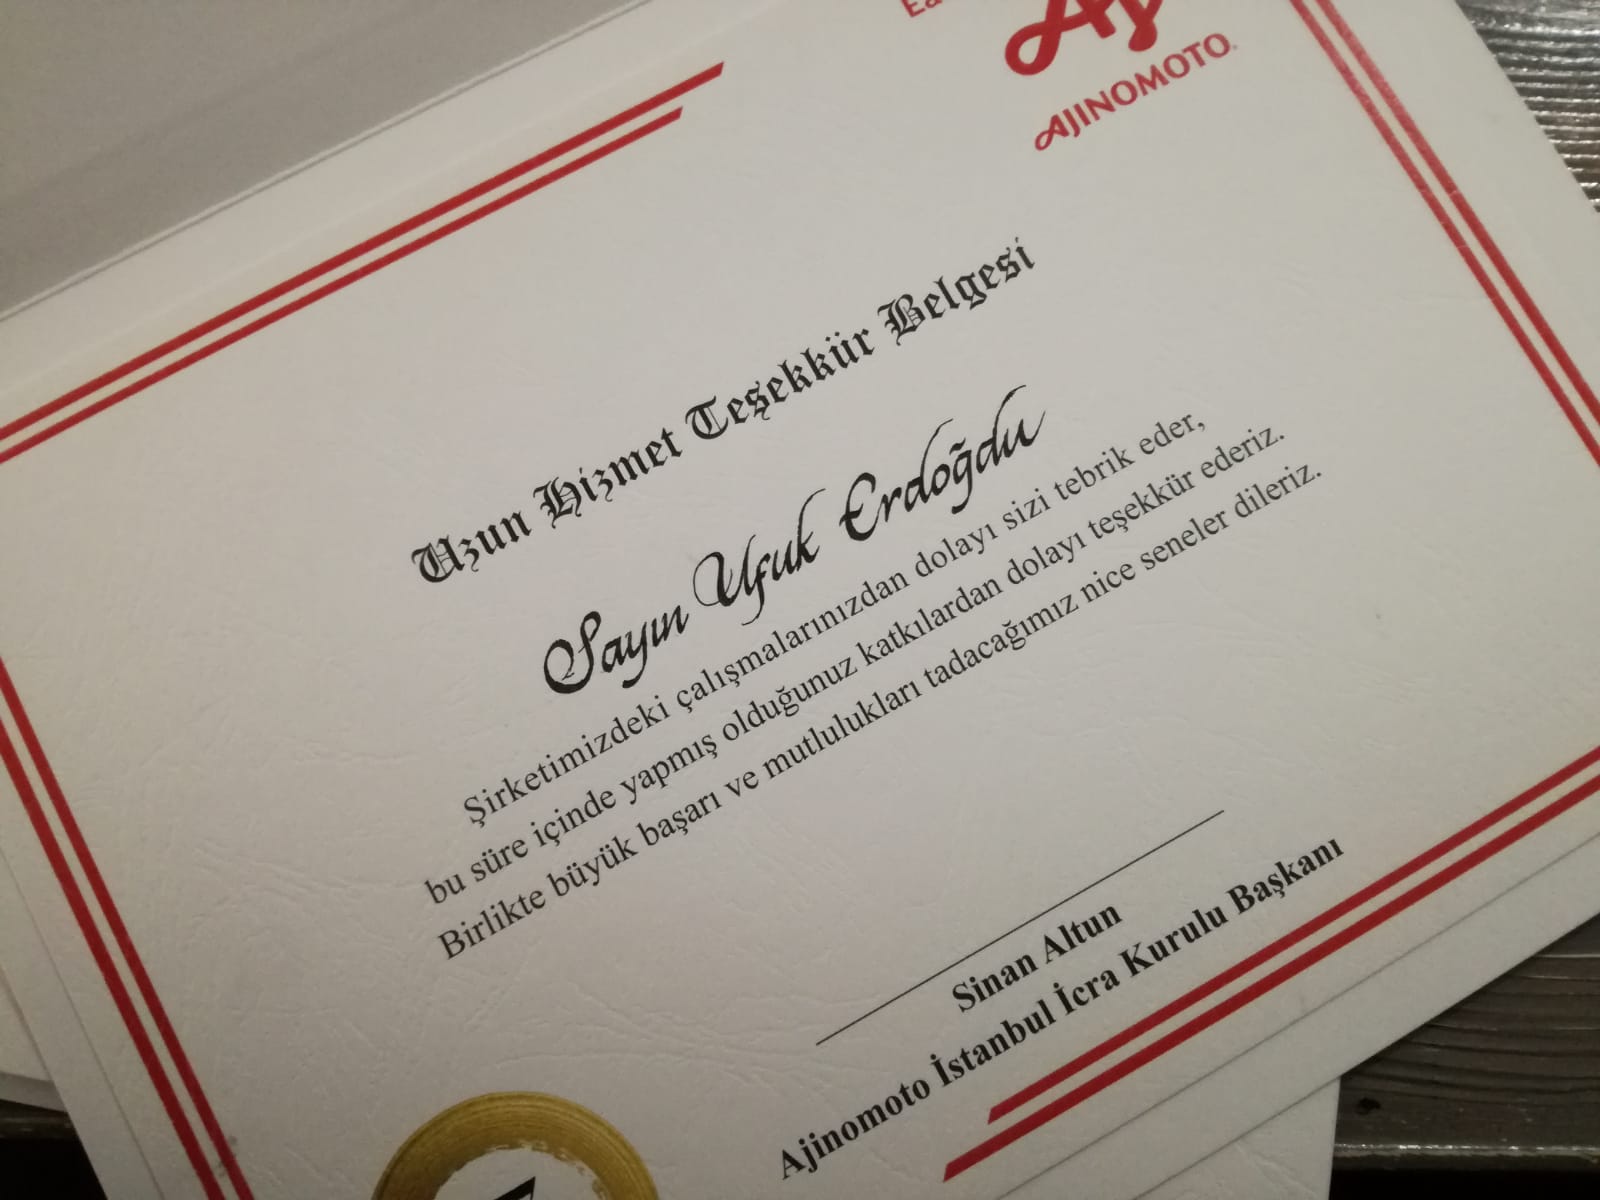 AJINOMOTO
Uzun Hizmet Teşekkür Belgesi
Sayın Ufuk Erdoğdu
Şirketimizdeki çalışmalarınızdan dolayı sizi tebrik eder,
bu süre içinde yapmış olduğunuz katkılardan dolayı teşekkür ederiz.
Birlikte büyük başarı ve mutlulukları tadacağımız nice seneler dileriz.
Sinan Altun
Ajinomoto İstanbul İcra Kurulu Başkanı